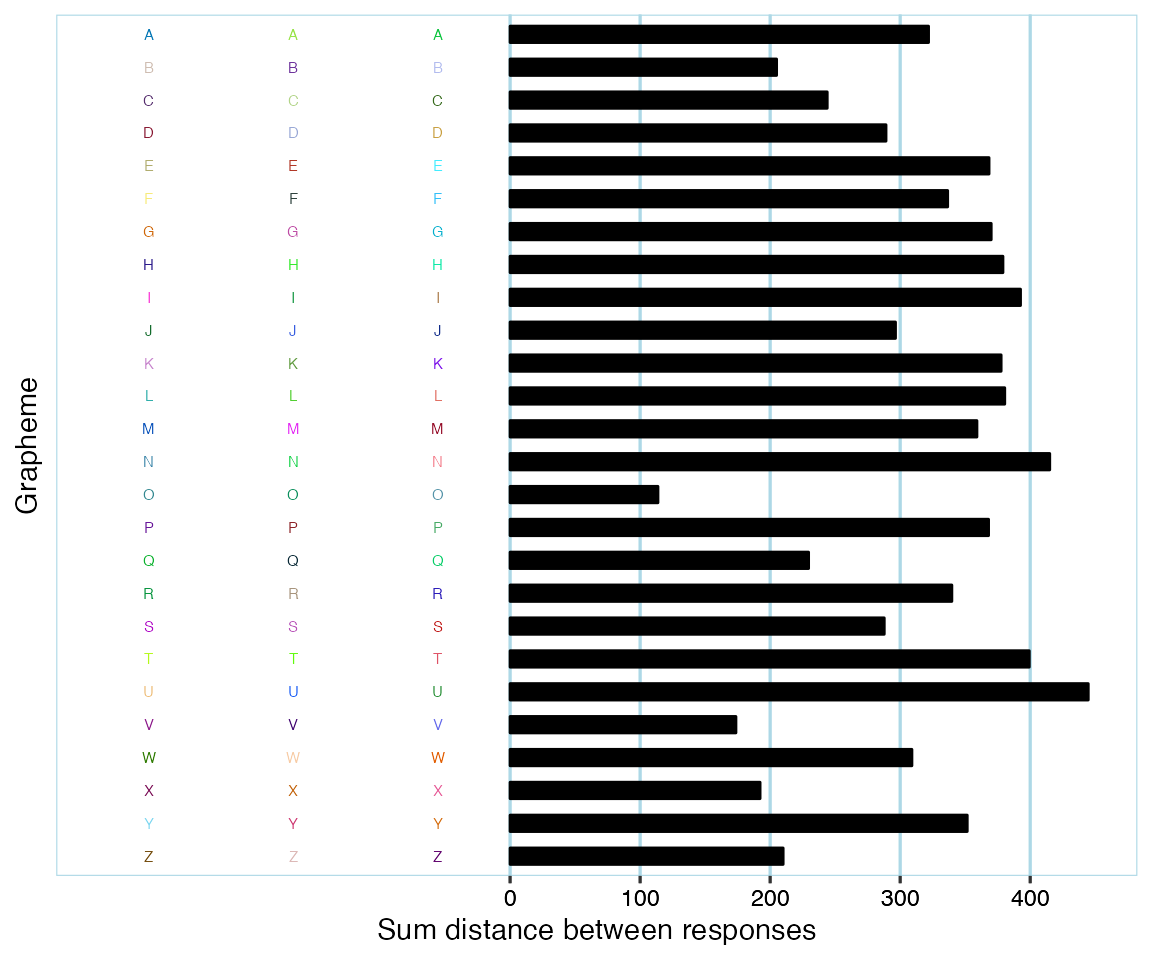 A A A
B B B
C C C
D D D
E E E
F F F
G G G
H H H
I I I
J J J
K K K
L L L
M M M
N N N
O O O
P P P
Q Q Q
R R R
S S S
T T T
U U U
V V V
W W W
X X X
Y Y Y
Z Z Z
Grapheme
0 100 200 300 400
Sum distance between responses